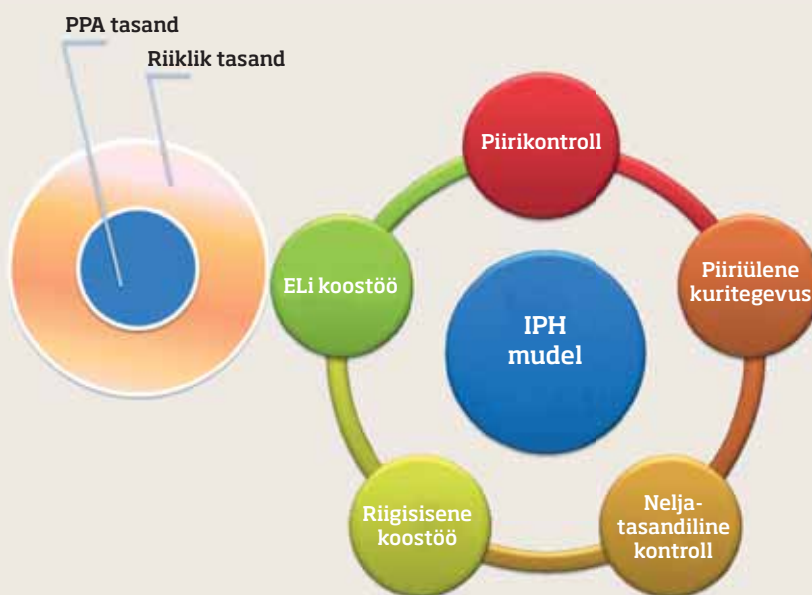 PPA tasand
Riiklik tasand
Piirikontroll
Piiriülene
kuritegevus
Nelja-
tasandiline
kontroll
Riigisisene
koostöö
ELi koostöö
IPH
mudel